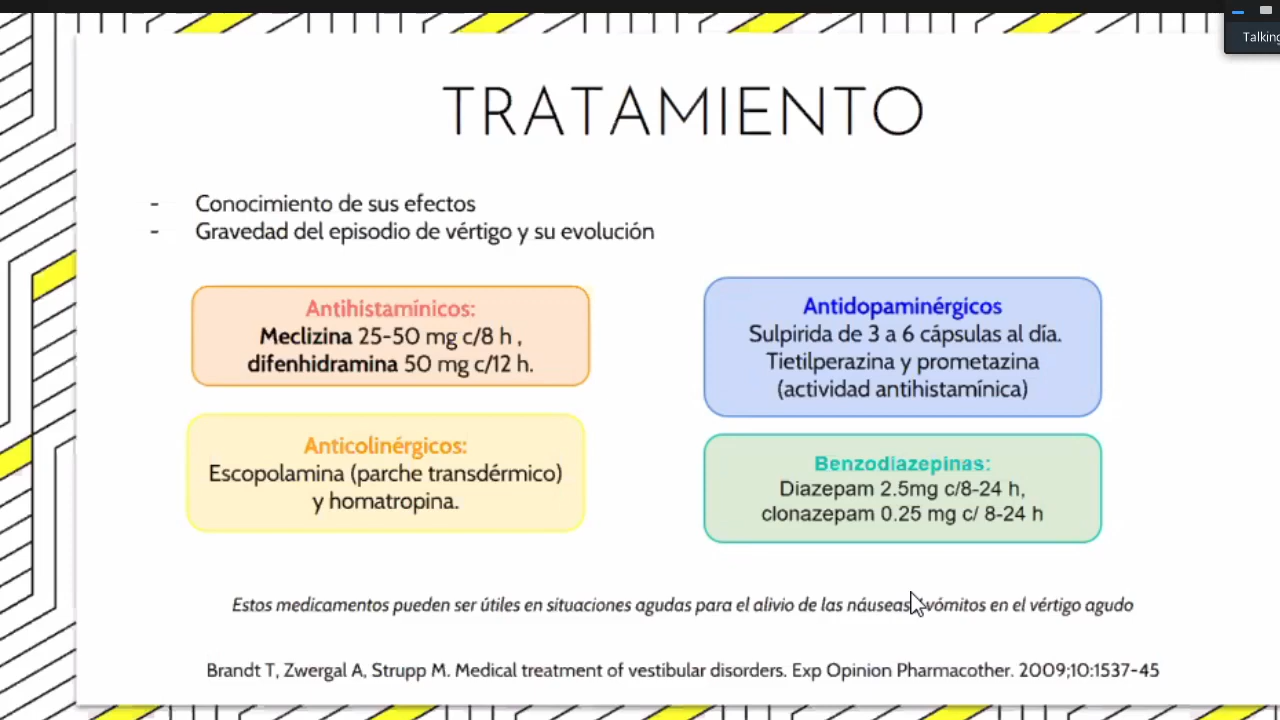 Talking
TRATAMIENTO
- Conocimiento de sus efectos
- Gravedad del episodio de vértigo y su evolución
Antihistamínicos:
Meclizina 25-50 mg c/8 h ,
difenhidramina 50 mg c/12 h.
Antidopaminérgicos
Sulpirida de 3 a 6 cápsulas al día.
Tietilperazina y prometazina
(actividad antihistamínica)
Anticolinérgicos:
Escopolamina (parche transdérmico)
y homatropina.
Benzodiazepinas:
Diazepam 2.5mg c/8-24 h,
clonazepam 0.25 mg c/ 8-24 h
Estos medicamentos pueden ser útiles en situaciones agudas para el alivio de las náuseas vómitos en el vértigo agudo
Brandt T, Zwergal A, Strupp M. Medical treatment of vestibular disorders. Exp Opinion Pharmacother. 2009;10:1537-45